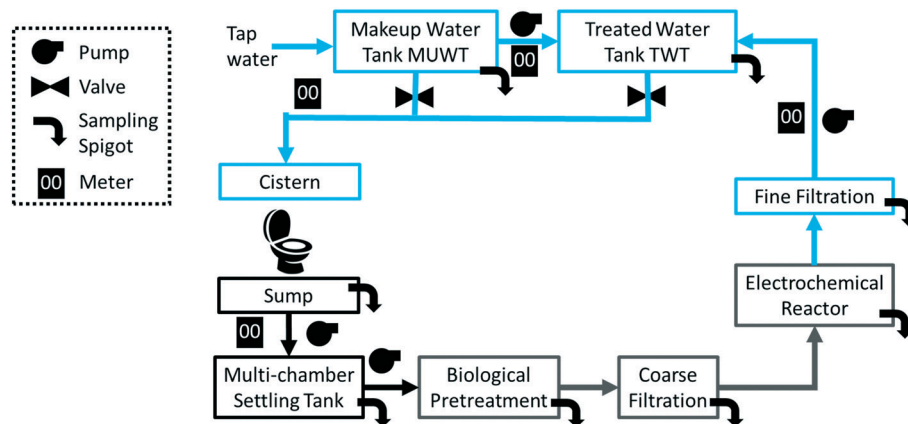 Pump
Valve
Sampling
Spigot
00
Meter
Tap
water
Makeup Water
Tank MUWT
00
Treated Water
Tank TWT
00
00
Cistern
Fine Filtration
Sump
Electrochemical
Reactor
00
Multi-chamber
Settling Tank
Biological
Pretreatment
Coarse
Filtration